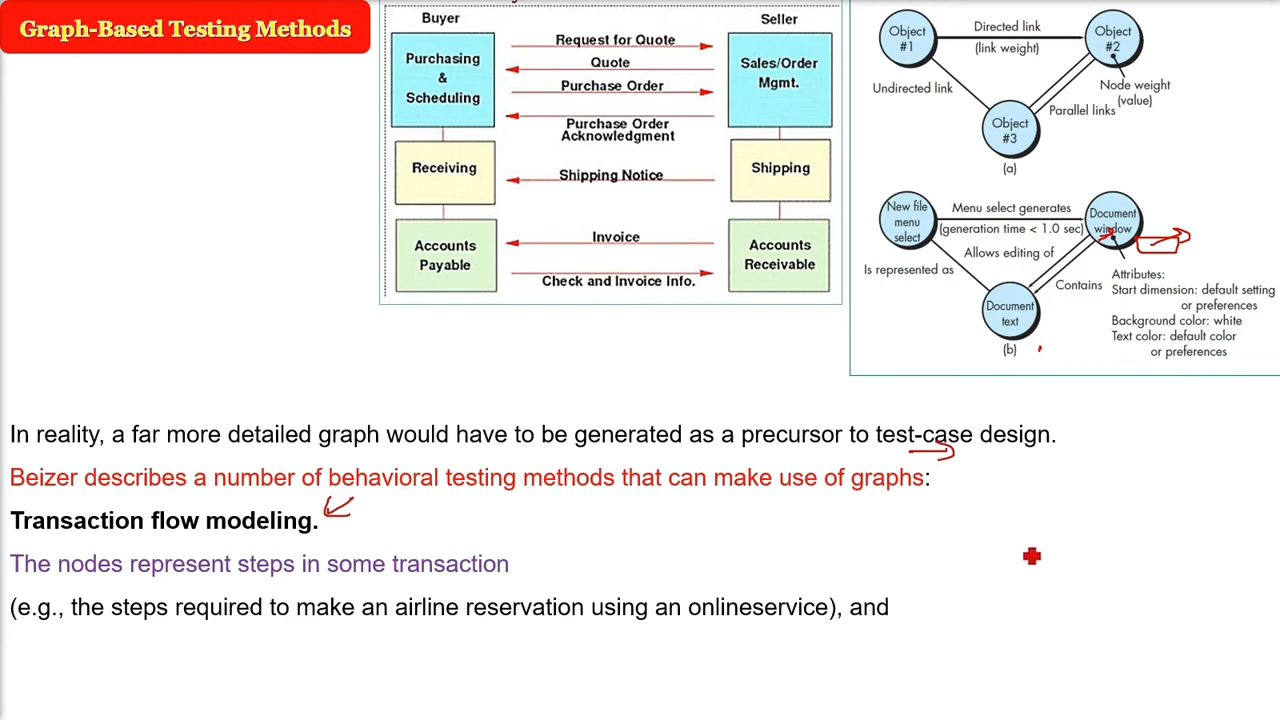 Graph-Based Testing Methods
Buyer
Seller
Purchasing
&
Scheduling
Request for Quote
Quote
Purchase Order
Purchase Order
Acknowledgment
Sales/Order
Mgmt.
Receiving
Shipping Notice
Shipping
Accounts
Payable
Invoice
Check and Invoice Info.
Accounts
Receivable
Object
#1
Directed link
(link weight)
Object
#2
Undirected link
Node weight
(value)
Parallel links
Object
#3
(a)
New file
menu
select
Menu select generates
(generation time < 1.0 sec)
Document
window
Allows editing of
Is represented as
Contains
Document
text
Attributes:
Start dimension: default setting
or preferences
Background color: white
Text color: default color
or preferences
(b)
In reality, a far more detailed graph would have to be generated as a precursor to test-case design.
Beizer describes a number of behavioral testing methods that can make use of graphs:
Transaction flow modeling.
The nodes represent steps in some transaction
(e.g., the steps required to make an airline reservation using an onlineservice), and